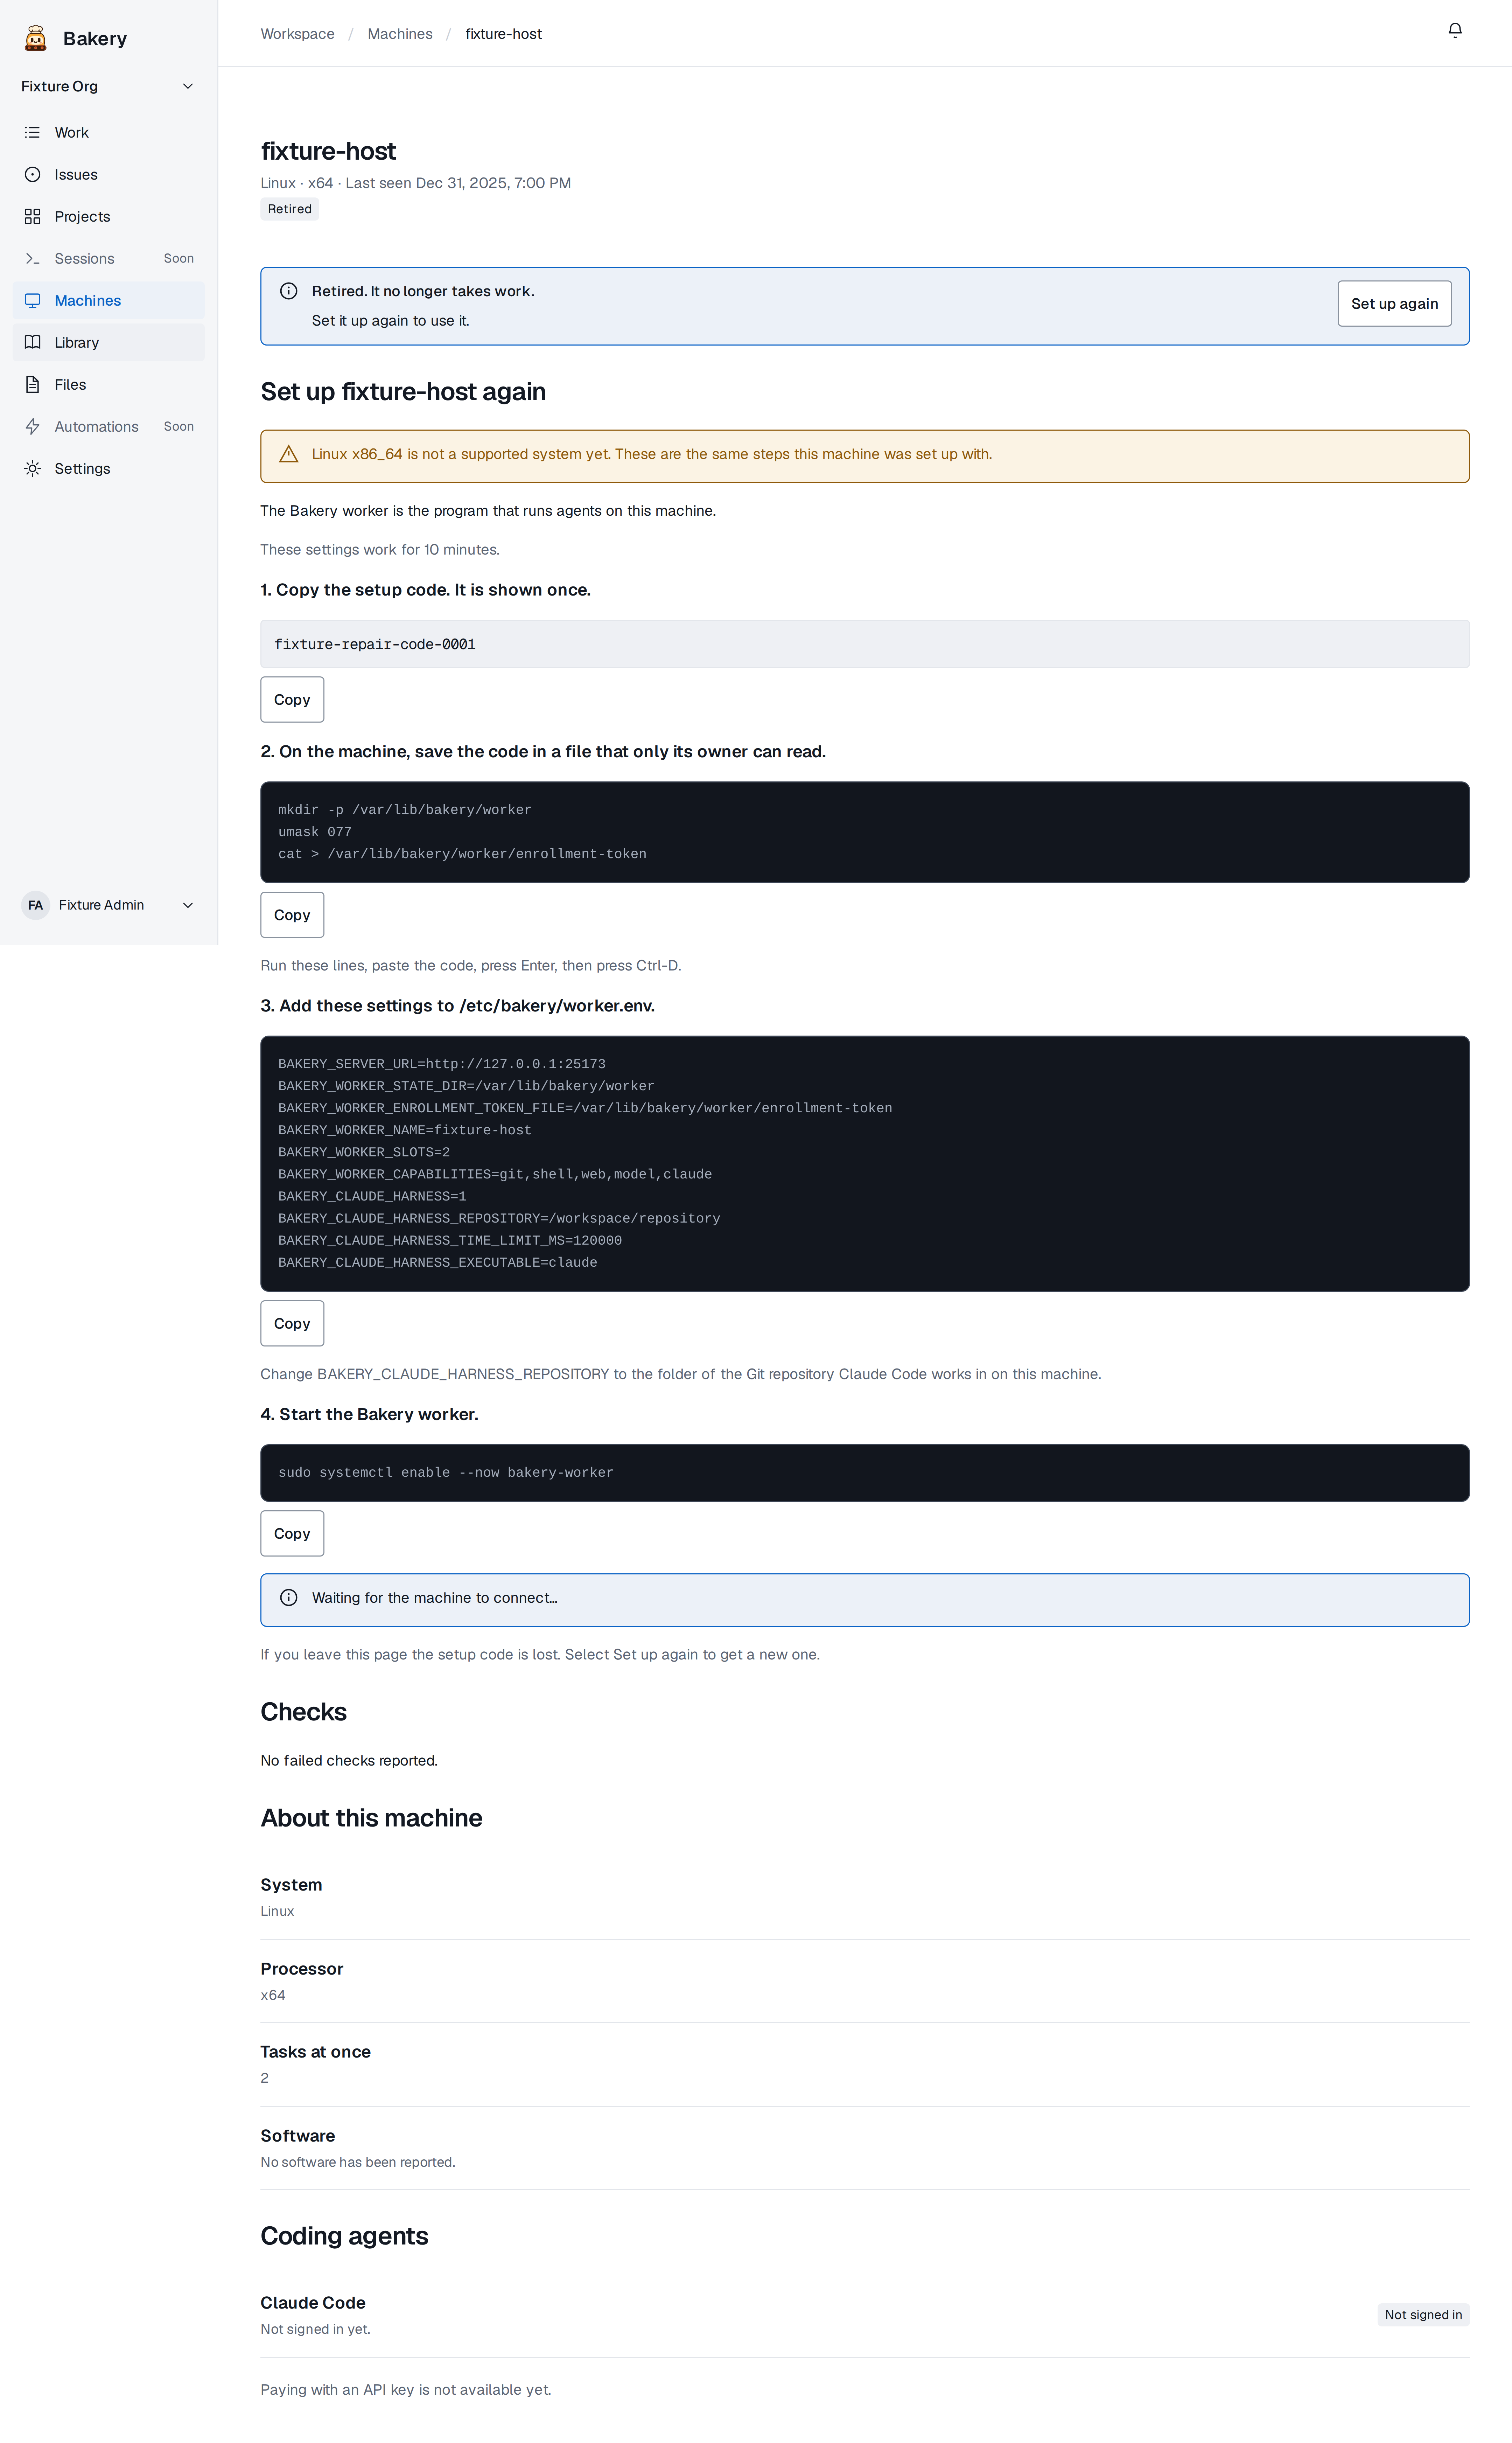 Bakery
Fixture Org
Work
Issues
Projects
Sessions Soon
Machines
Library
Files
Automations Soon
Settings
FA Fixture Admin
Workspace / Machines / fixture-host
fixture-host
Linux · x64 · Last seen Dec 31, 2025, 7:00 PM
Retired
Retired. It no longer takes work.
Set it up again to use it.
Set up again
Set up fixture-host again
Linux x86_64 is not a supported system yet. These are the same steps this machine was set up with.
The Bakery worker is the program that runs agents on this machine.
These settings work for 10 minutes.
1. Copy the setup code. It is shown once.
fixture-repair-code-0001
Copy
2. On the machine, save the code in a file that only its owner can read.
mkdir -p /var/lib/bakery/worker
umask 077
cat > /var/lib/bakery/worker/enrollment-token
Copy
Run these lines, paste the code, press Enter, then press Ctrl-D.
3. Add these settings to /etc/bakery/worker.env.
BAKERY_SERVER_URL=http://127.0.0.1:25173
BAKERY_WORKER_STATE_DIR=/var/lib/bakery/worker
BAKERY_WORKER_ENROLLMENT_TOKEN_FILE=/var/lib/bakery/worker/enrollment-token
BAKERY_WORKER_NAME=fixture-host
BAKERY_WORKER_SLOTS=2
BAKERY_WORKER_CAPABILITIES=git,shell,web,model,claude
BAKERY_CLAUDE_HARNESS=1
BAKERY_CLAUDE_HARNESS_REPOSITORY=/workspace/repository
BAKERY_CLAUDE_HARNESS_TIME_LIMIT_MS=120000
BAKERY_CLAUDE_HARNESS_EXECUTABLE=claude
Copy
Change BAKERY_CLAUDE_HARNESS_REPOSITORY to the folder of the Git repository Claude Code works in on this machine.
4. Start the Bakery worker.
sudo systemctl enable --now bakery-worker
Copy
Waiting for the machine to connect…
If you leave this page the setup code is lost. Select Set up again to get a new one.
Checks
No failed checks reported.
About this machine
System
Linux
Processor
x64
Tasks at once
2
Software
No software has been reported.
Coding agents
Claude Code
Not signed in yet.
Not signed in
Paying with an API key is not available yet.